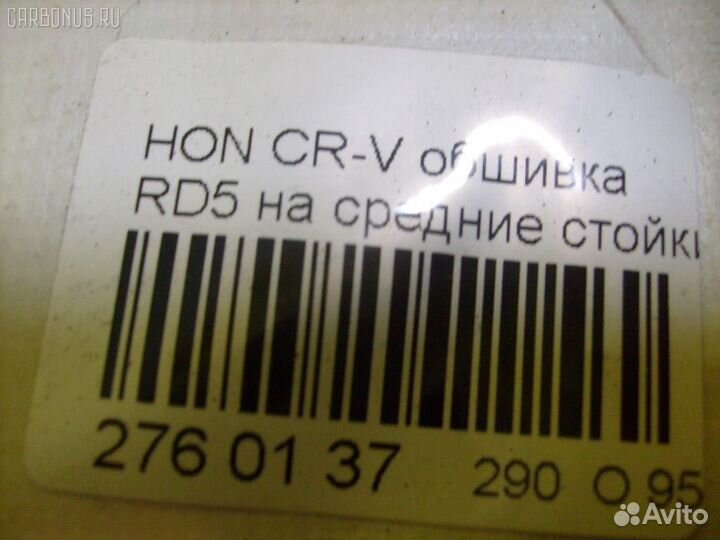 CARBONUS.RU
HON CR-V обшивка
RD5 на средние стойки
276 01 37 290 O 95
Avito